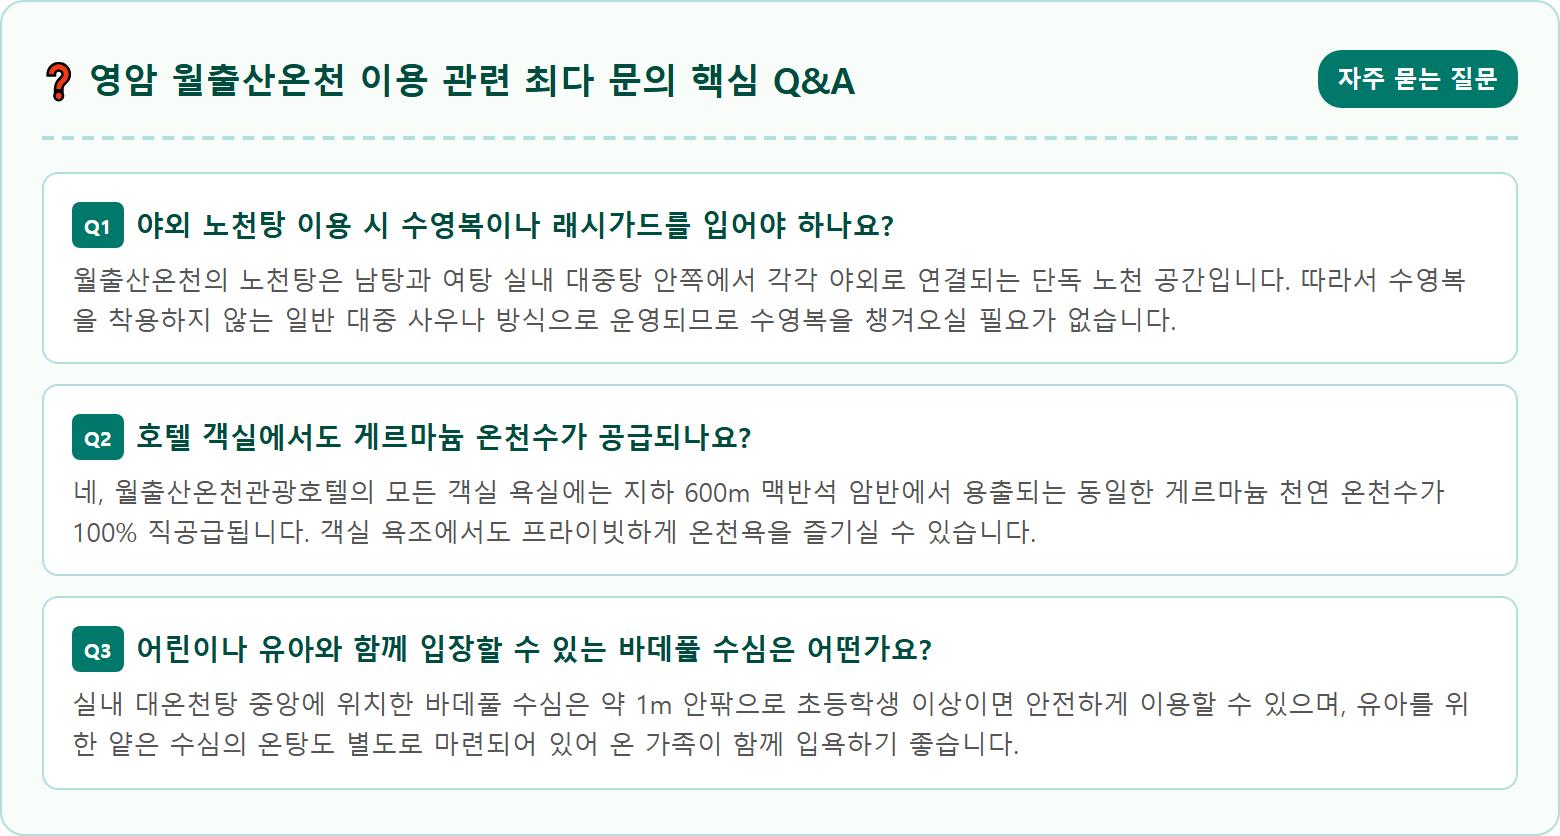 ❓ 영암 월출산온천 이용 관련 최다 문의 핵심 Q&A
자주 묻는 질문
Q1 야외 노천탕 이용 시 수영복이나 래시가드를 입어야 하나요?
월출산온천의 노천탕은 남탕과 여탕 실내 대중탕 안쪽에서 각각 야외로 연결되는 단독 노천 공간입니다. 따라서 수영복
을 착용하지 않는 일반 대중 사우나 방식으로 운영되므로 수영복을 챙겨오실 필요가 없습니다.
Q2 호텔 객실에서도 게르마늄 온천수가 공급되나요?
네, 월출산온천관광호텔의 모든 객실 욕실에는 지하 600m 맥반석 암반에서 용출되는 동일한 게르마늄 천연 온천수가
100% 직공급됩니다. 객실 욕조에서도 프라이빗하게 온천욕을 즐기실 수 있습니다.
Q3 어린이나 유아와 함께 입장할 수 있는 바데풀 수심은 어떤가요?
실내 대온천탕 중앙에 위치한 바데풀 수심은 약 1m 안팎으로 초등학생 이상이면 안전하게 이용할 수 있으며, 유아를 위
한 얕은 수심의 온탕도 별도로 마련되어 있어 온 가족이 함께 입욕하기 좋습니다.